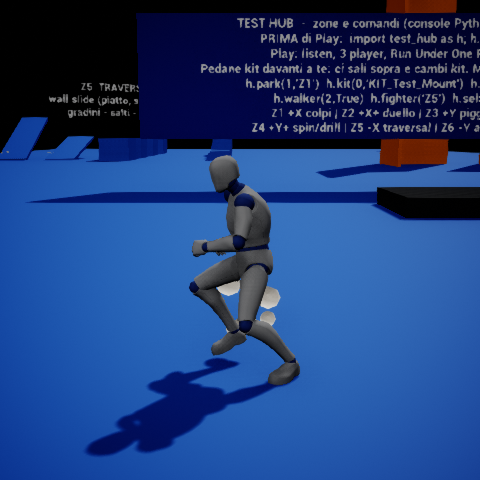 TEST HUB - zone e comandi (console Pyth
PRIMA di Play: import test_hub as h; h.
Play: listen, 3 player, Run Under One P
Pedane kit davanti a te: ci sali sopra e cambi kit. M
h.park(1,'Z1') h.kit(0,'KIT_Test_Mount') h.
h.walker(2,True) h.fighter('Z5') h.sel
Z1 +X colpi | Z2 +X+ duello | Z3 +Y pigg
Z4 +Y+ spin/drill | Z5 -X traversal | Z6 -Y a
Z5 TRAVERS
wall slide (piatto, s
gradini - salti -